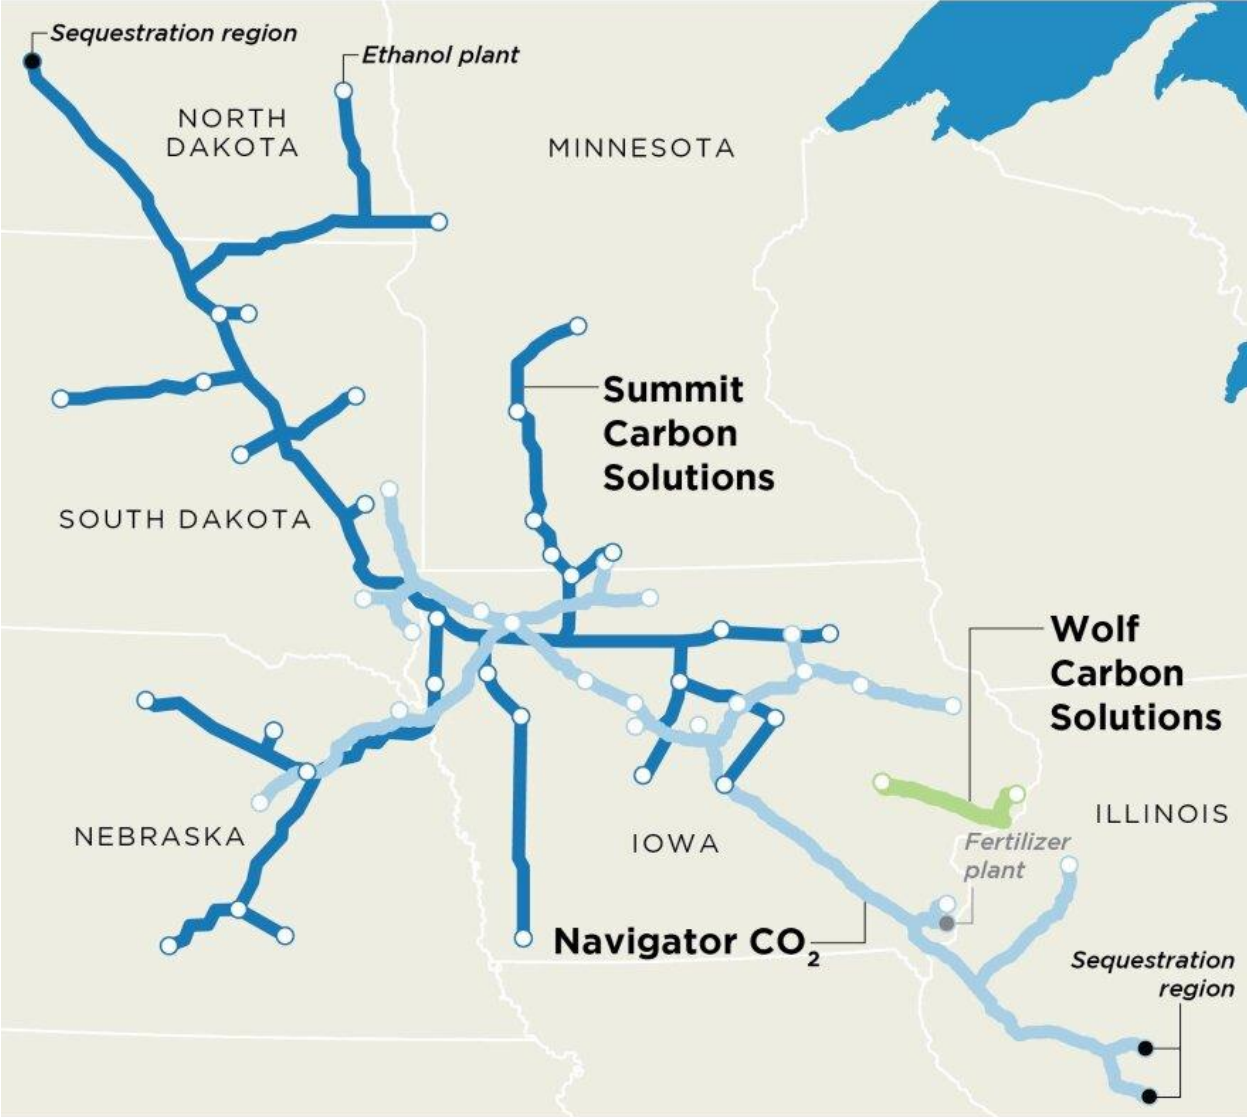 Sequestration region
Ethanol plant
NORTH
DAKOTA
MINNESOTA
Summit
Carbon
Solutions
SOUTH DAKOTA
Wolf
Carbon
Solutions
NEBRASKA
IOWA
ILLINOIS
Fertilizer
plant
Navigator CO₂
Sequestration
region